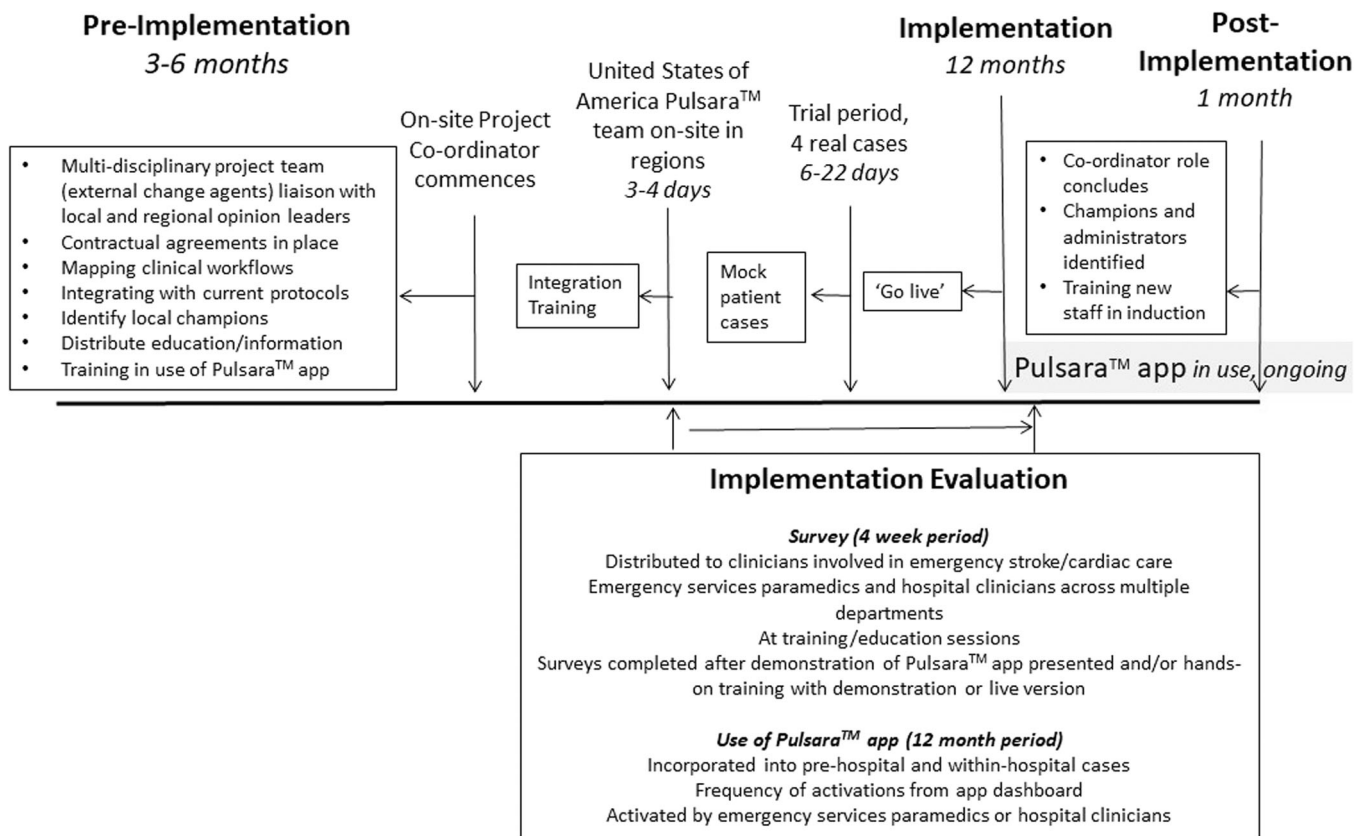 Pre-Implementation
3-6 months
• Multi-disciplinary project team
(external change agents) liaison with
local and regional opinion leaders
• Contractual agreements in place
• Mapping clinical workflows
• Integrating with current protocols
• Identify local champions
• Distribute education/information
• Training in use of Pulsara™ app
On-site Project
Co-ordinator
commences
United States of
America Pulsara™
team on-site in
regions
3-4 days
Integration
Training
Trial period,
4 real cases
6-22 days
Mock
patient
cases
Implementation
12 months
'Go live'
Post-
Implementation
1 month
• Co-ordinator role
concludes
• Champions and
administrators
identified
• Training new
staff in induction
Pulsara™ app in use, ongoing
Implementation Evaluation
Survey (4 week period)
Distributed to clinicians involved in emergency stroke/cardiac care
Emergency services paramedics and hospital clinicians across multiple
departments
At training/education sessions
Surveys completed after demonstration of Pulsara™ app presented and/or hands-
on training with demonstration or live version
Use of Pulsara™ app (12 month period)
Incorporated into pre-hospital and within-hospital cases
Frequency of activations from app dashboard
Activated by emergency services paramedics or hospital clinicians